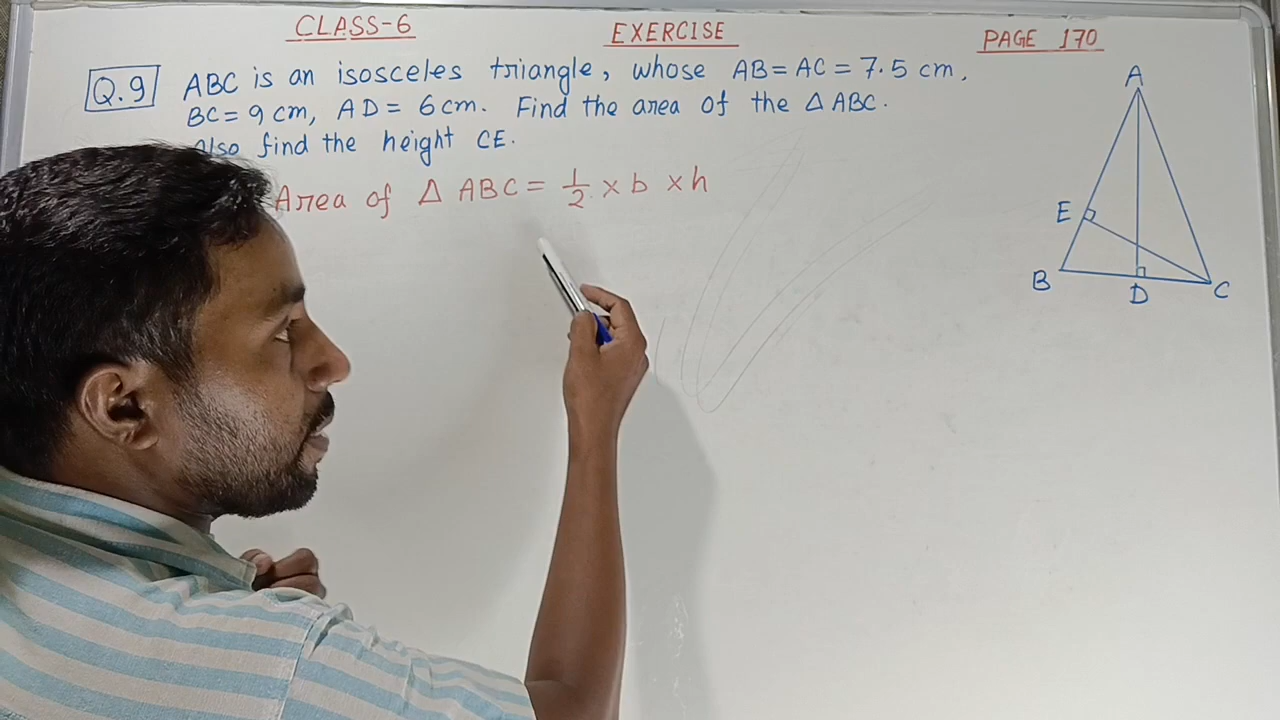 CLASS-6 EXERCISE PAGE 170
Q.9 ABC is an isosceles triangle, whose AB = AC = 7.5 cm,
BC = 9 cm, AD = 6 cm. Find the area of the Δ ABC.
Also find the height CE.
Area of Δ ABC = 1/2 × b × h
A
E
B
D
C